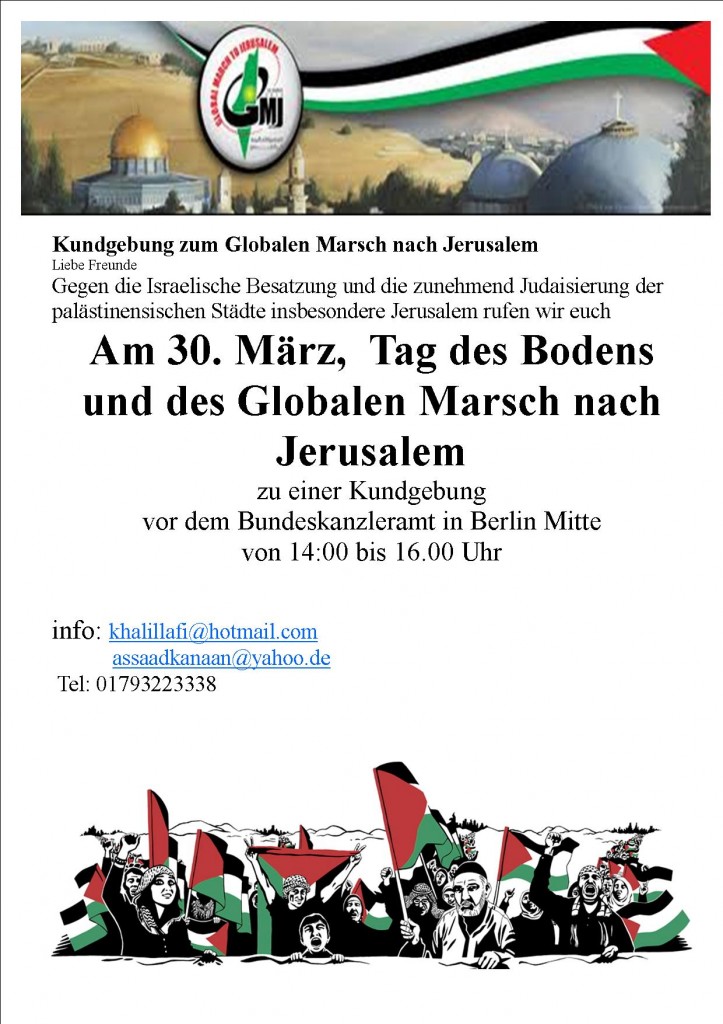 GLOBAL MARCH TO JERUSALEM
GMJ
Kundgebung zum Globalen Marsch nach Jerusalem
Liebe Freunde
Gegen die Israelische Besatzung und die zunehmend Judaisierung der
palästinensischen Städte insbesondere Jerusalem rufen wir euch
Am 30. März, Tag des Bodens
und des Globalen Marsch nach
Jerusalem
zu einer Kundgebung
vor dem Bundeskanzleramt in Berlin Mitte
von 14:00 bis 16.00 Uhr
info: khalillafi@hotmail.com
assaadkanaan@yahoo.de
Tel: 01793223338